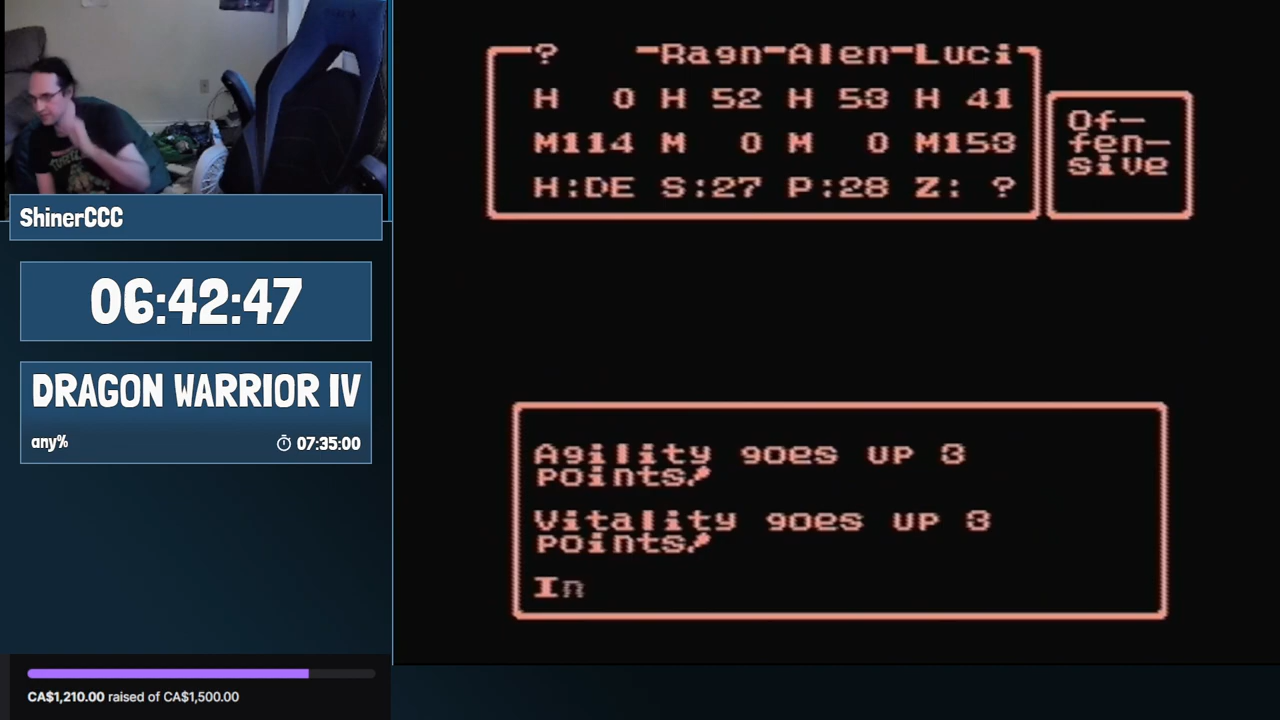 ShinerCCC
06:42:47
DRAGON WARRIOR IV
any%
07:35:00
CA$1,210.00 raised of CA$1,500.00
? Ragn Alen Luci
H 0 H 52 H 53 H 41
M114 M 0 M 0 M153
H:DE S:27 P:28 Z: ?
Of-
fen-
sive
Agility goes up 3
points!
Vitality goes up 3
points!
In